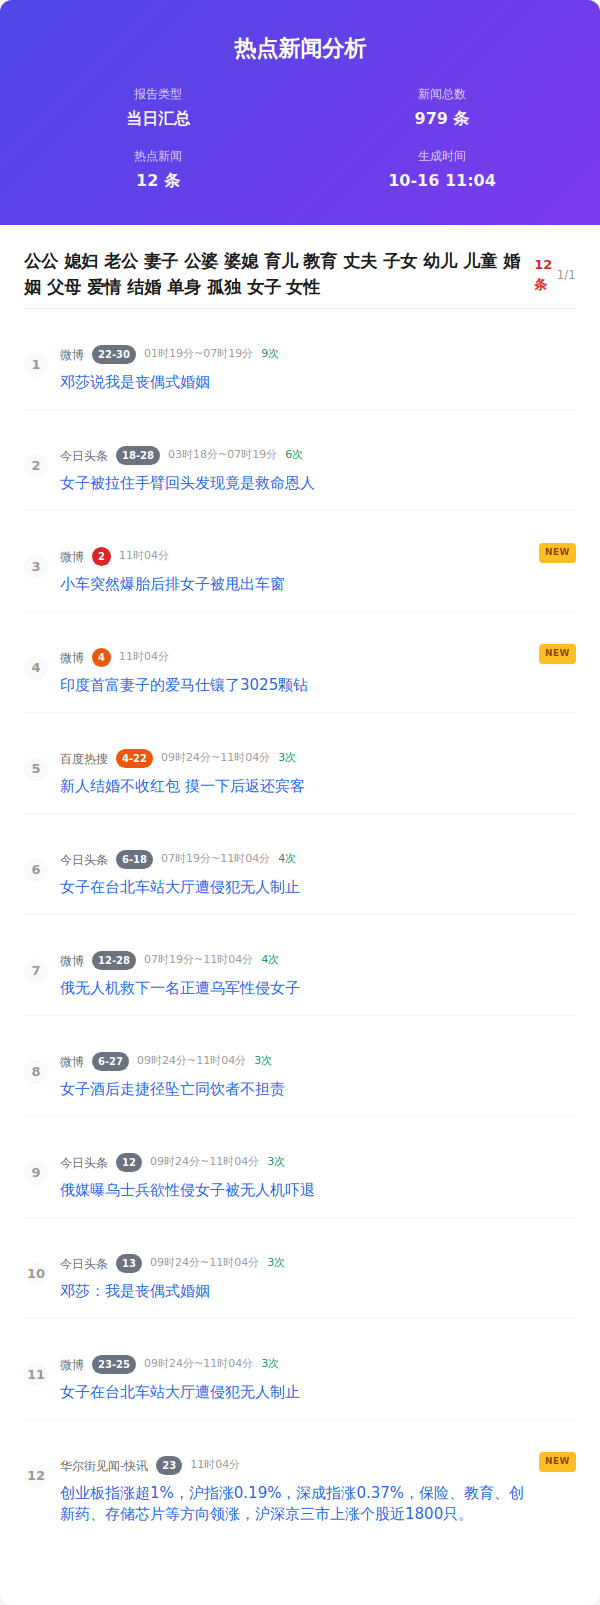 热点新闻分析
报告类型
新闻总数
当日汇总
979 条
热点新闻
生成时间
12 条
10-16 11:04
公公 媳妇 老公 妻子 公婆 婆媳 育儿 教育 丈夫 子女 幼儿 儿童 婚
姻 父母 爱情 结婚 单身 孤独 女子 女性
12
条
1/1
1
微博 22-30 01时19分~07时19分 9次
邓莎说我是丧偶式婚姻
2
今日头条 18-28 03时18分~07时19分 6次
女子被拉住手臂回头发现竟是救命恩人
3
微博 2 11时04分
NEW
小车突然爆胎后排女子被甩出车窗
4
微博 4 11时04分
NEW
印度首富妻子的爱马仕镶了3025颗钻
5
百度热搜 4-22 09时24分~11时04分 3次
新人结婚不收红包 摸一下后返还宾客
6
今日头条 6-18 07时19分~11时04分 4次
女子在台北车站大厅遭侵犯无人制止
7
微博 12-28 07时19分~11时04分 4次
俄无人机救下一名正遭乌军性侵女子
8
微博 6-27 09时24分~11时04分 3次
女子酒后走捷径坠亡同饮者不担责
9
今日头条 12 09时24分~11时04分 3次
俄媒曝乌士兵欲性侵女子被无人机吓退
10
今日头条 13 09时24分~11时04分 3次
邓莎：我是丧偶式婚姻
11
微博 23-25 09时24分~11时04分 3次
女子在台北车站大厅遭侵犯无人制止
12
华尔街见闻-快讯 23 11时04分
NEW
创业板指涨超1%，沪指涨0.19%，深成指涨0.37%，保险、教育、创
新药、存储芯片等方向领涨，沪深京三市上涨个股近1800只。